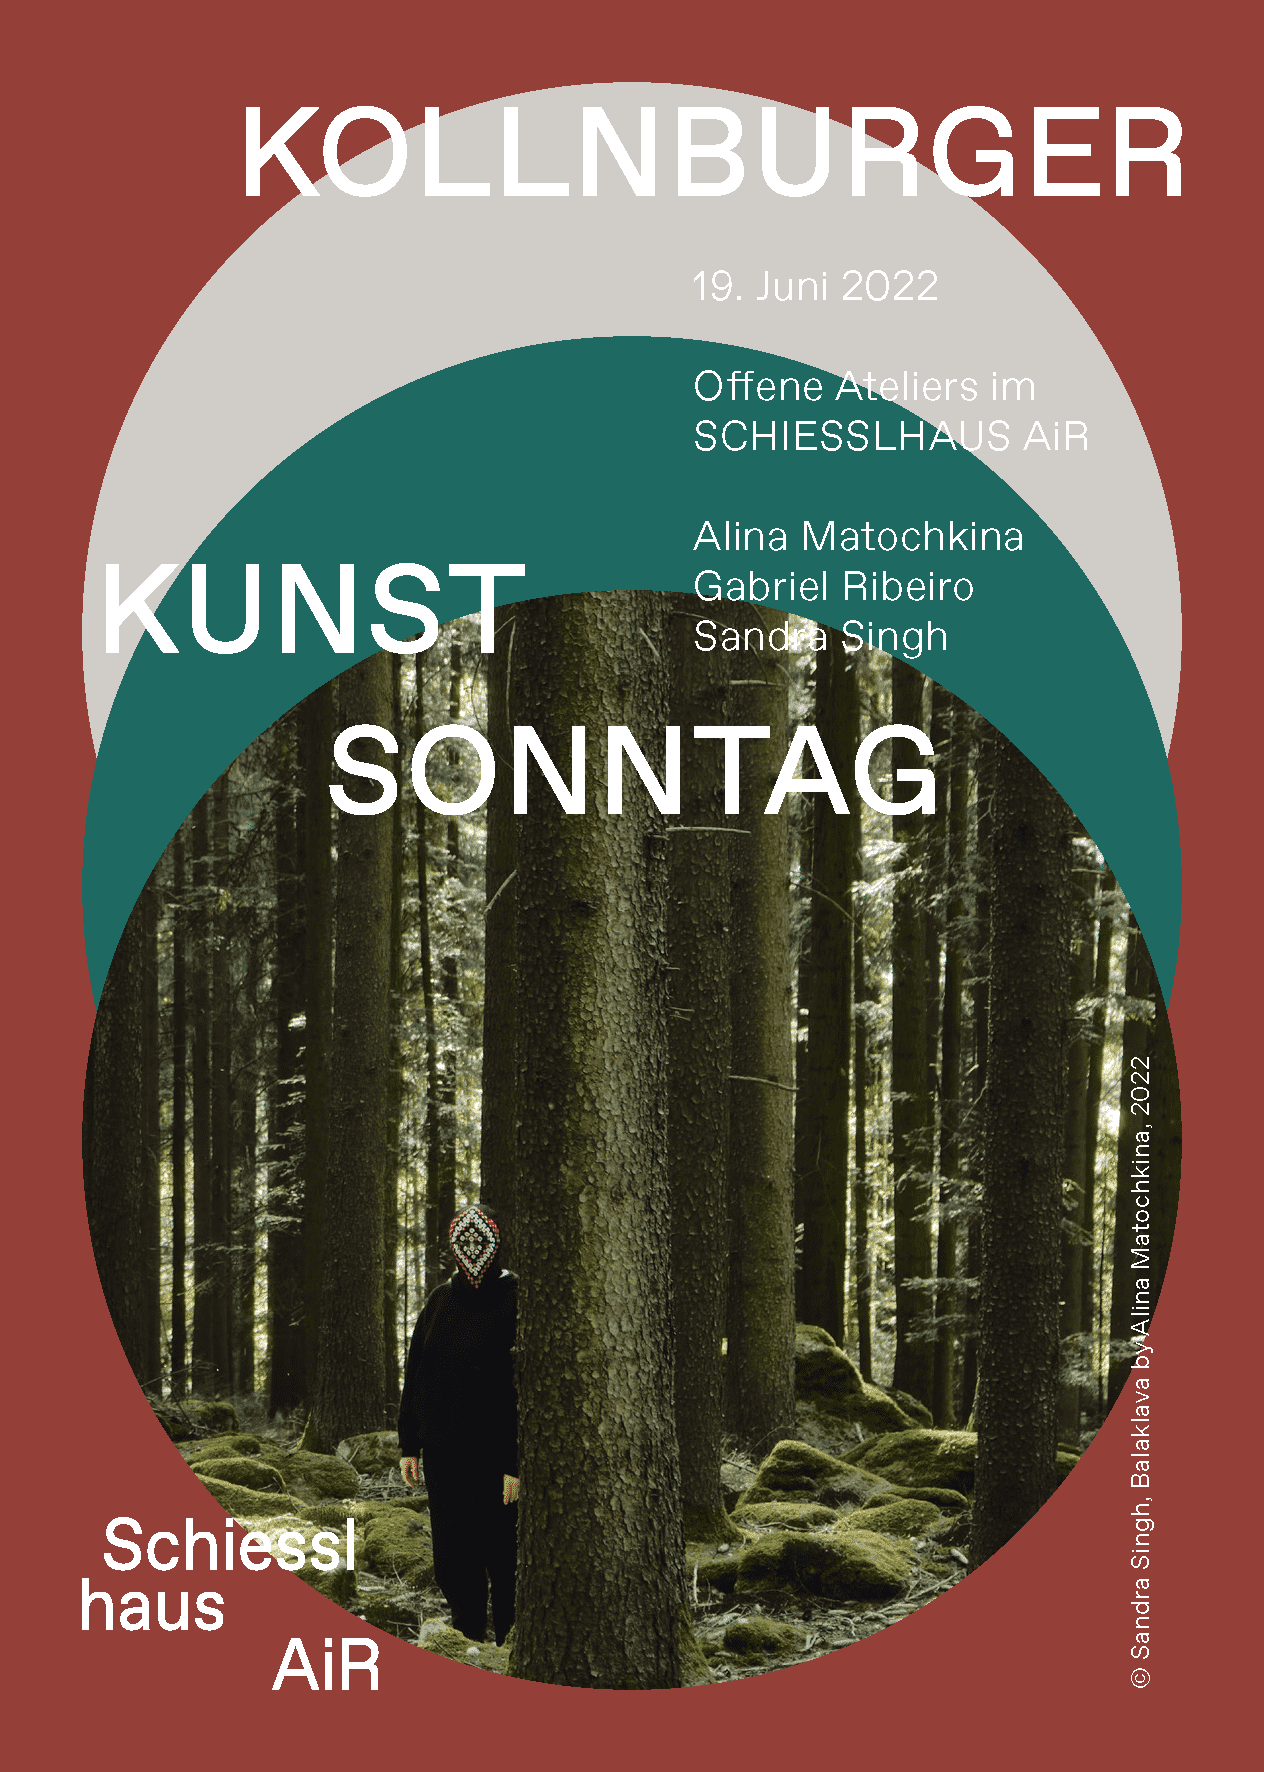 KOLLNBURGER
19. Juni 2022
Offene Ateliers im
SCHIESSLHAUS AiR
Alina Matochkina
Gabriel Ribeiro
Sandra Singh
KUNST
SONNTAG
Schiessl
haus
AiR
© Sandra Singh, Balaklava by Alina Matochkina, 2022